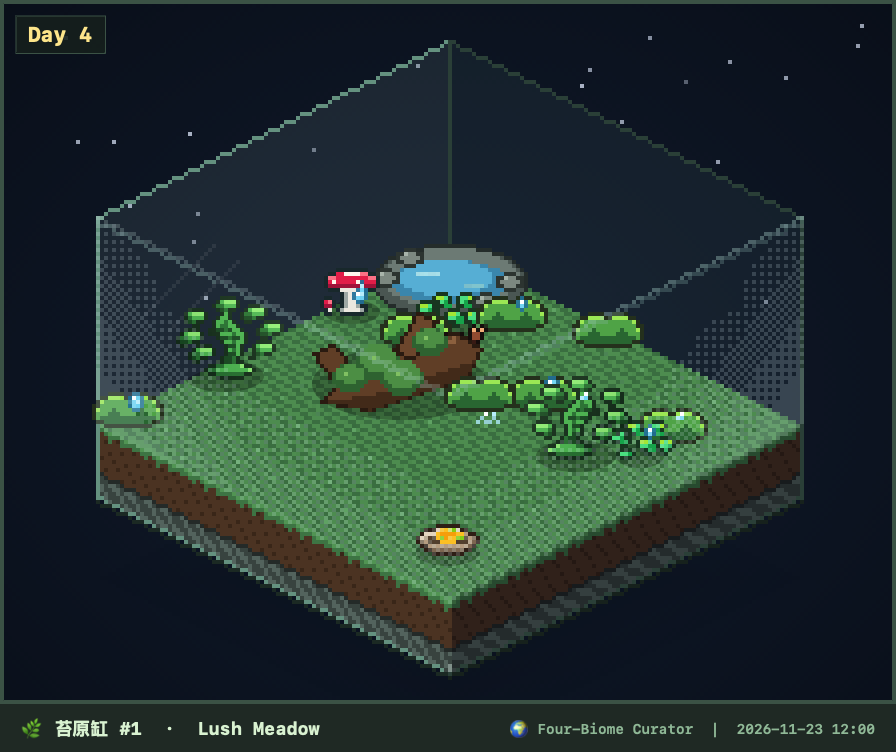 Day 4
🌿 苔原缸 #1 · Lush Meadow
🌍 Four-Biome Curator | 2026-11-23 12:00